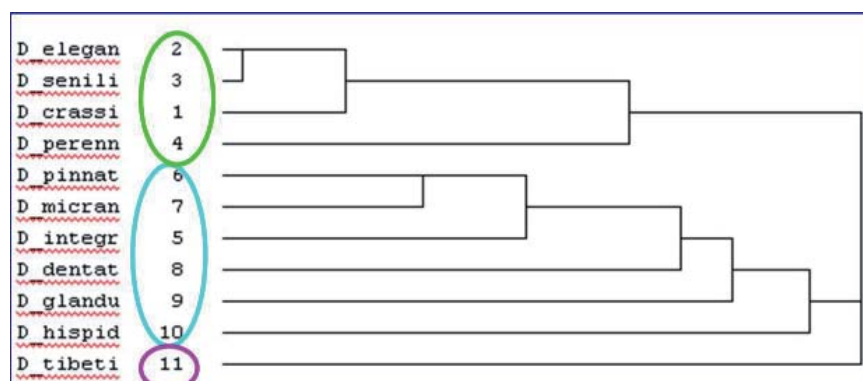 D_elegan 2
D_senili 3
D_crassi 1
D_perenn 4
D_pinnat 6
D_micran 7
D_integr 5
D_dentat 8
D_glandu 9
D_hispid 10
D_tibeti 11